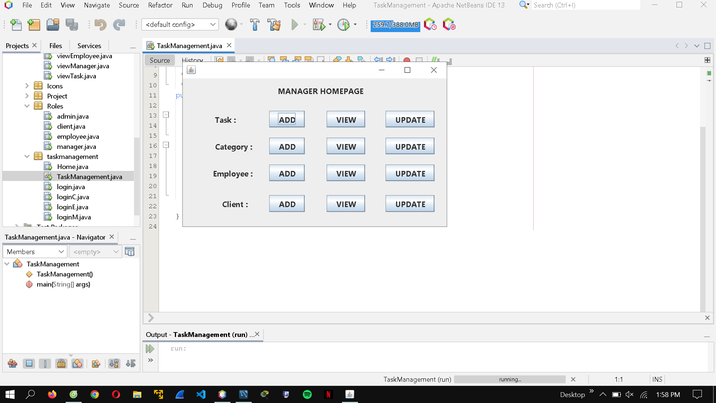 File Edit View Navigate Source Refactor Run Debug Profile Team Tools Window Help
TaskManagement - Apache NetBeans IDE 13
Search (Ctrl+I)
<default config>
Projects × Files Services
TaskManagement.java ×
Source History
viewEmployee.java
viewManager.java
viewTask.java
Icons
Project
Roles
admin.java
client.java
employee.java
manager.java
taskmanagement
Home.java
TaskManagement.java
login.java
loginC.java
loginE.java
loginM.java
9
10
11
12
13
14
15
16
17
18
19
20
21
22
23
24
}
MANAGER HOMEPAGE
Task : ADD VIEW UPDATE
Category : ADD VIEW UPDATE
Employee : ADD VIEW UPDATE
Client : ADD VIEW UPDATE
TaskManagement.java - Navigator ×
Members <empty>
TaskManagement
TaskManagement()
main(String[] args)
Output - TaskManagement (run) ×
run:
TaskManagement (run) running... 1:1 INS
Desktop 1:58 PM